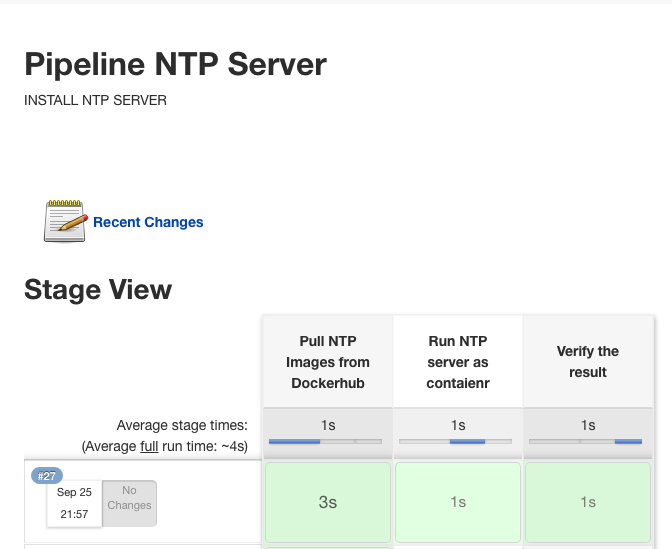 Pipeline NTP Server
INSTALL NTP SERVER
Recent Changes
Stage View
Pull NTP
Images from
Dockerhub
Run NTP
server as
contaienr
Verify the
result
Average stage times:
1s
1s
1s
(Average full run time: ~4s)
#27
Sep 25
21:57
No
Changes
3s
1s
1s